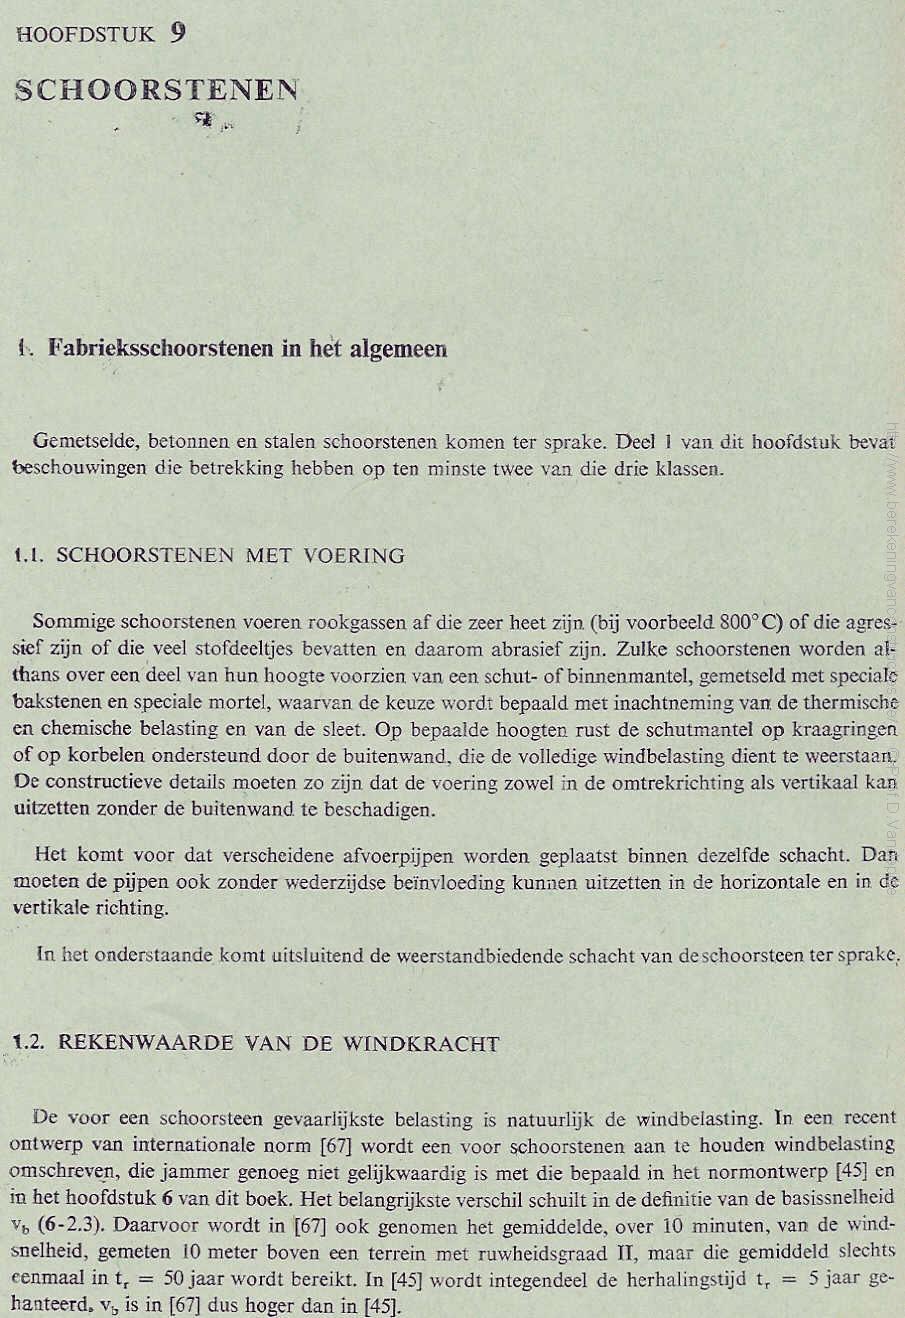 HOOFDSTUK 9
SCHOORSTENEN
1. Fabrieksschoorstenen in het algemeen
Gemetselde, betonnen en stalen schoorstenen komen ter sprake. Deel 1 van dit hoofdstuk bevat
beschouwingen die betrekking hebben op ten minste twee van die drie klassen.
1.1. SCHOORSTENEN MET VOERING
Sommige schoorstenen voeren rookgassen af die zeer heet zijn (bij voorbeeld 800°C) of die agres-
sief zijn of die veel stofdeeltjes bevatten en daarom abrasief zijn. Zulke schoorstenen worden al-
thans over een deel van hun hoogte voorzien van een schut- of binnenmantel, gemetseld met speciale
bakstenen en speciale mortel, waarvan de keuze wordt bepaald met inachtneming van de thermische
en chemische belasting en van de sleet. Op bepaalde hoogten rust de schutmantel op kraagringen
of op korbelen ondersteund door de buitenwand, die de volledige windbelasting dient te weerstaan.
De constructieve details moeten zo zijn dat de voering zowel in de omtrekrichting als vertikaal kan
uitzetten zonder de buitenwand te beschadigen.
Het komt voor dat verscheidene afvoerpijpen worden geplaatst binnen dezelfde schacht. Dan
moeten de pijpen ook zonder wederzijdse beïnvloeding kunnen uitzetten in de horizontale en in de
vertikale richting.
In het onderstaande komt uitsluitend de weerstandbiedende schacht van de schoorsteen ter sprake.
1.2. REKENWAARDE VAN DE WINDKRACHT
De voor een schoorsteen gevaarlijkste belasting is natuurlijk de windbelasting. In een recent
ontwerp van internationale norm [67] wordt een voor schoorstenen aan te houden windbelasting
omschreven, die jammer genoeg niet gelijkwaardig is met die bepaald in het normontwerp [45] en
in het hoofdstuk 6 van dit boek. Het belangrijkste verschil schuilt in de definitie van de basissnelheid
v_b (6-2.3). Daarvoor wordt in [67] ook genomen het gemiddelde, over 10 minuten, van de wind-
snelheid, gemeten 10 meter boven een terrein met ruwheidsgraad II, maar die gemiddeld slechts
eenmaal in t_r = 50 jaar wordt bereikt. In [45] wordt integendeel de herhalingstijd t_r = 5 jaar ge-
hanteerd. v_b is in [67] dus hoger dan in [45].